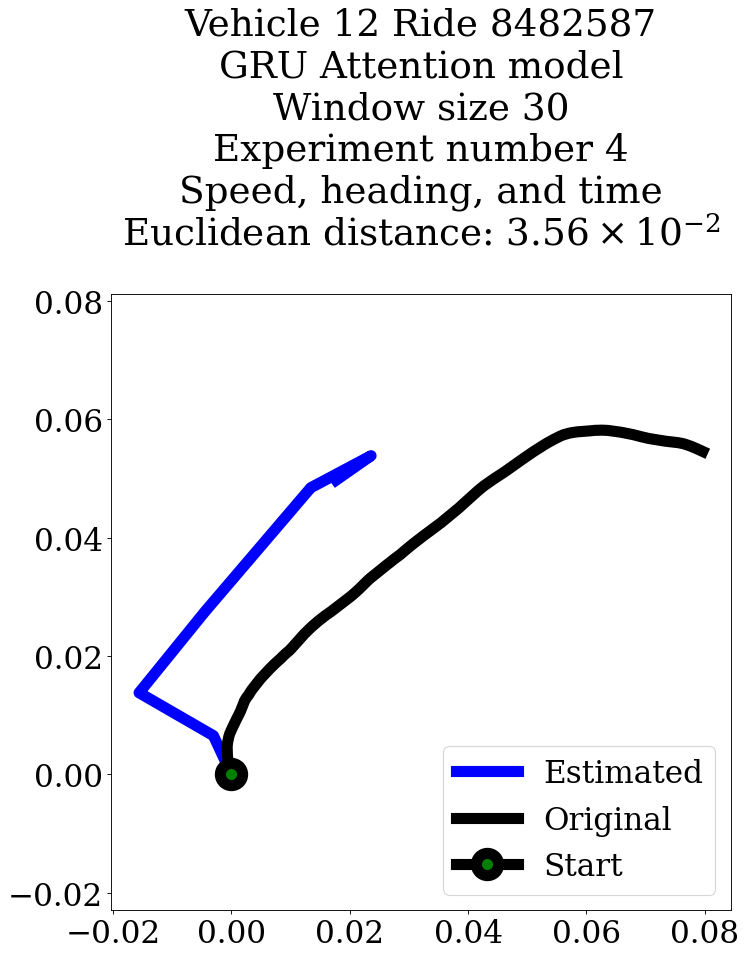 Vehicle 12 Ride 8482587
GRU Attention model
Window size 30
Experiment number 4
Speed, heading, and time
Euclidean distance: 3.56 × 10⁻²
0.08
0.06
0.04
0.02
0.00
−0.02
−0.02 0.00 0.02 0.04 0.06 0.08
Estimated
Original
Start